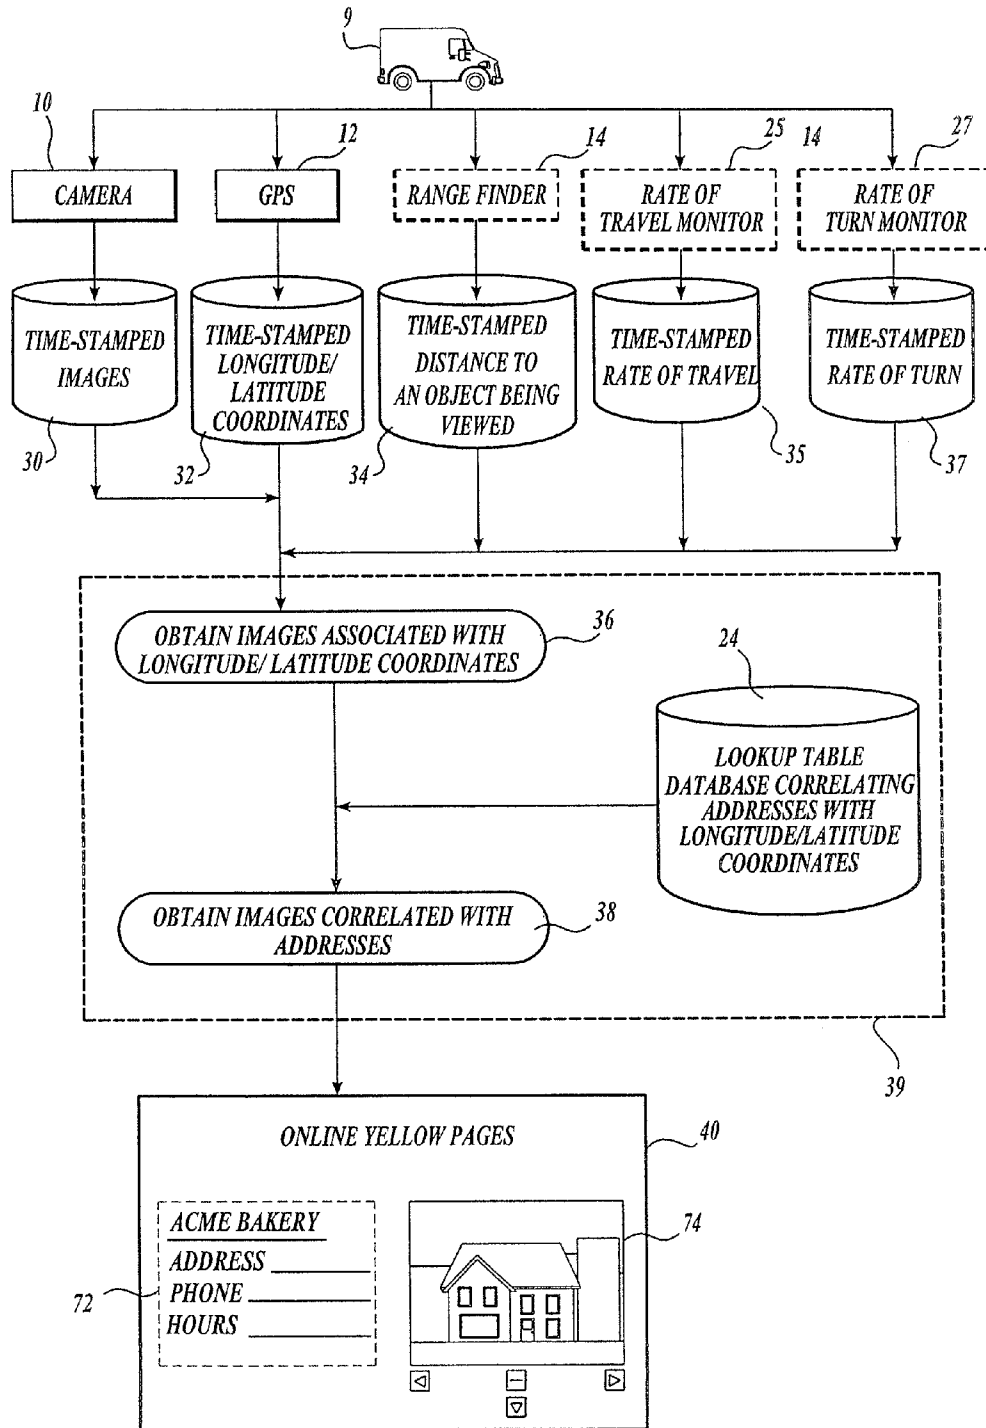 9
10
12
14
25
14
27
CAMERA
GPS
RANGE FINDER
RATE OF
TRAVEL MONITOR
RATE OF
TURN MONITOR
TIME-STAMPED
IMAGES
TIME-STAMPED
LONGITUDE/
LATITUDE
COORDINATES
TIME-STAMPED
DISTANCE TO
AN OBJECT BEING
VIEWED
TIME-STAMPED
RATE OF TRAVEL
TIME-STAMPED
RATE OF TURN
30
32
34
35
37
OBTAIN IMAGES ASSOCIATED WITH
LONGITUDE/ LATITUDE COORDINATES
36
24
LOOKUP TABLE
DATABASE CORRELATING
ADDRESSES WITH
LONGITUDE/LATITUDE
COORDINATES
OBTAIN IMAGES CORRELATED WITH
ADDRESSES
38
39
ONLINE YELLOW PAGES
40
ACME BAKERY
ADDRESS
PHONE
HOURS
72
74